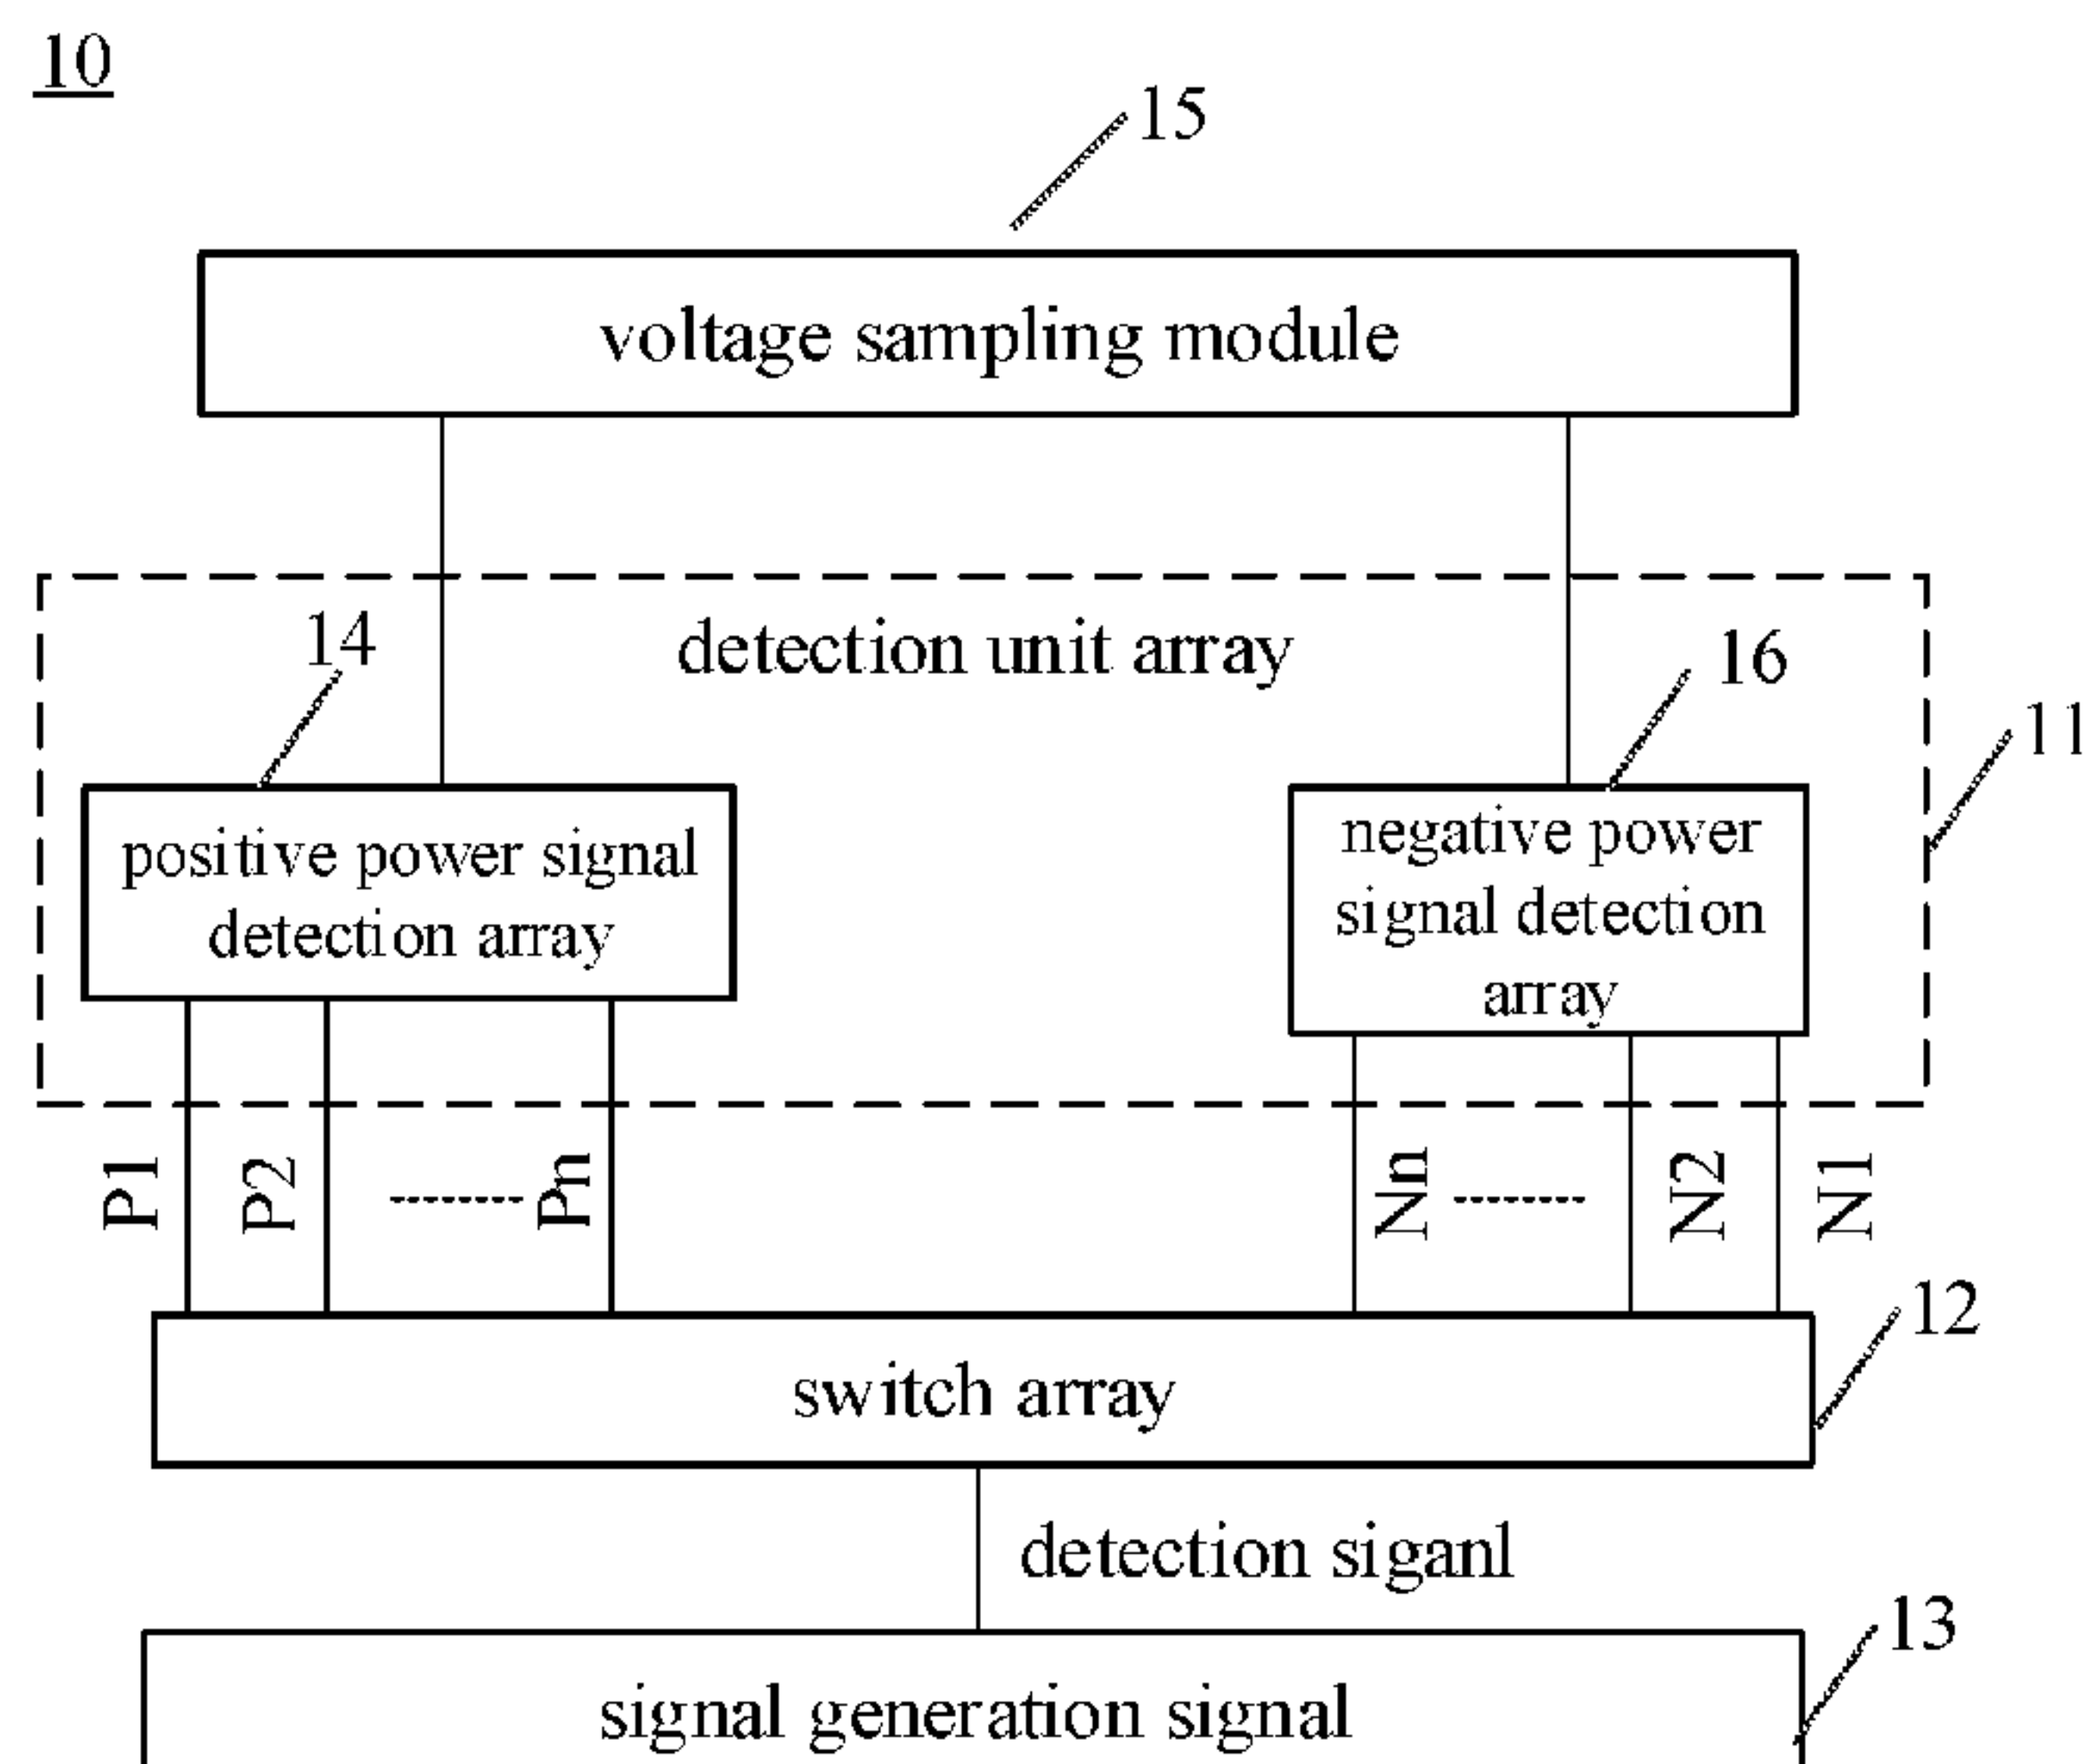 10
15
voltage sampling module
14
detection unit array
16
11
positive power signal
detection array
negative power
signal detection
array
P1
P2
Pn
Nn
N2
N1
12
switch array
detection siganl
13
signal generation signal